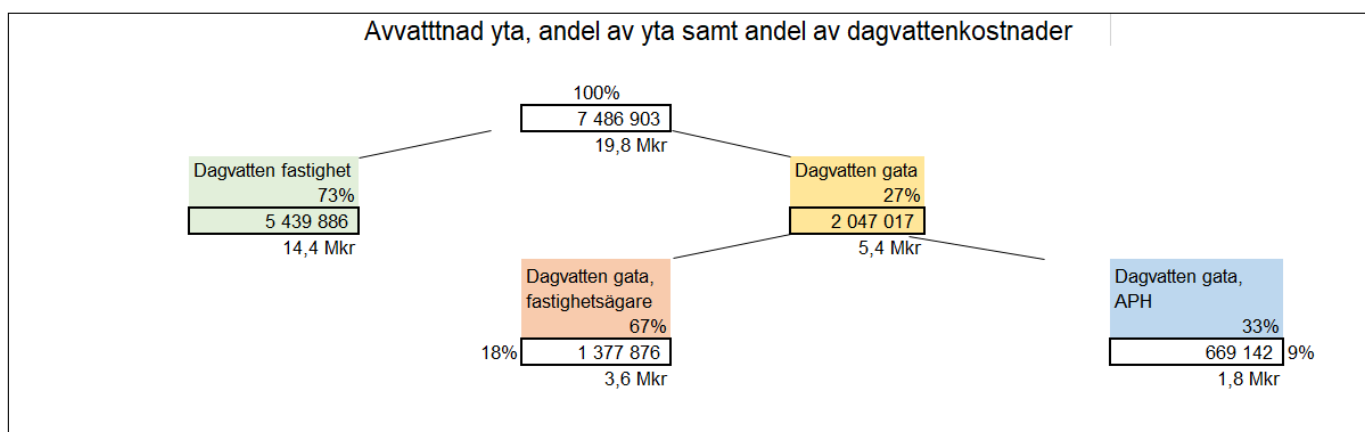 Avvatttnad yta, andel av yta samt andel av dagvattenkostnader
100%
7 486 903
19,8 Mkr
Dagvatten fastighet
73%
5 439 886
14,4 Mkr
Dagvatten gata
27%
2 047 017
5,4 Mkr
Dagvatten gata,
fastighetsägare
67%
18% 1 377 876
3,6 Mkr
Dagvatten gata,
APH
33%
669 142 9%
1,8 Mkr